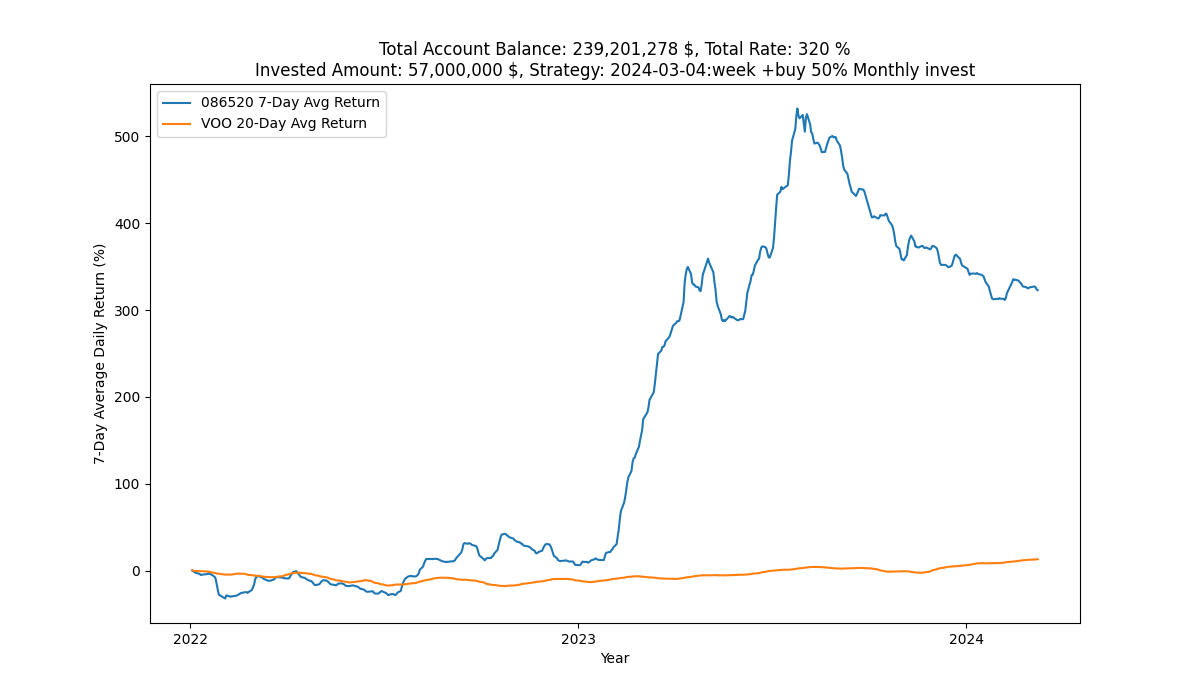 Total Account Balance: 239,201,278 $, Total Rate: 320 %
Invested Amount: 57,000,000 $, Strategy: 2024-03-04:week +buy 50% Monthly invest
086520 7-Day Avg Return
VOO 20-Day Avg Return
7-Day Average Daily Return (%)
500
400
300
200
100
0
2022
2023
2024
Year